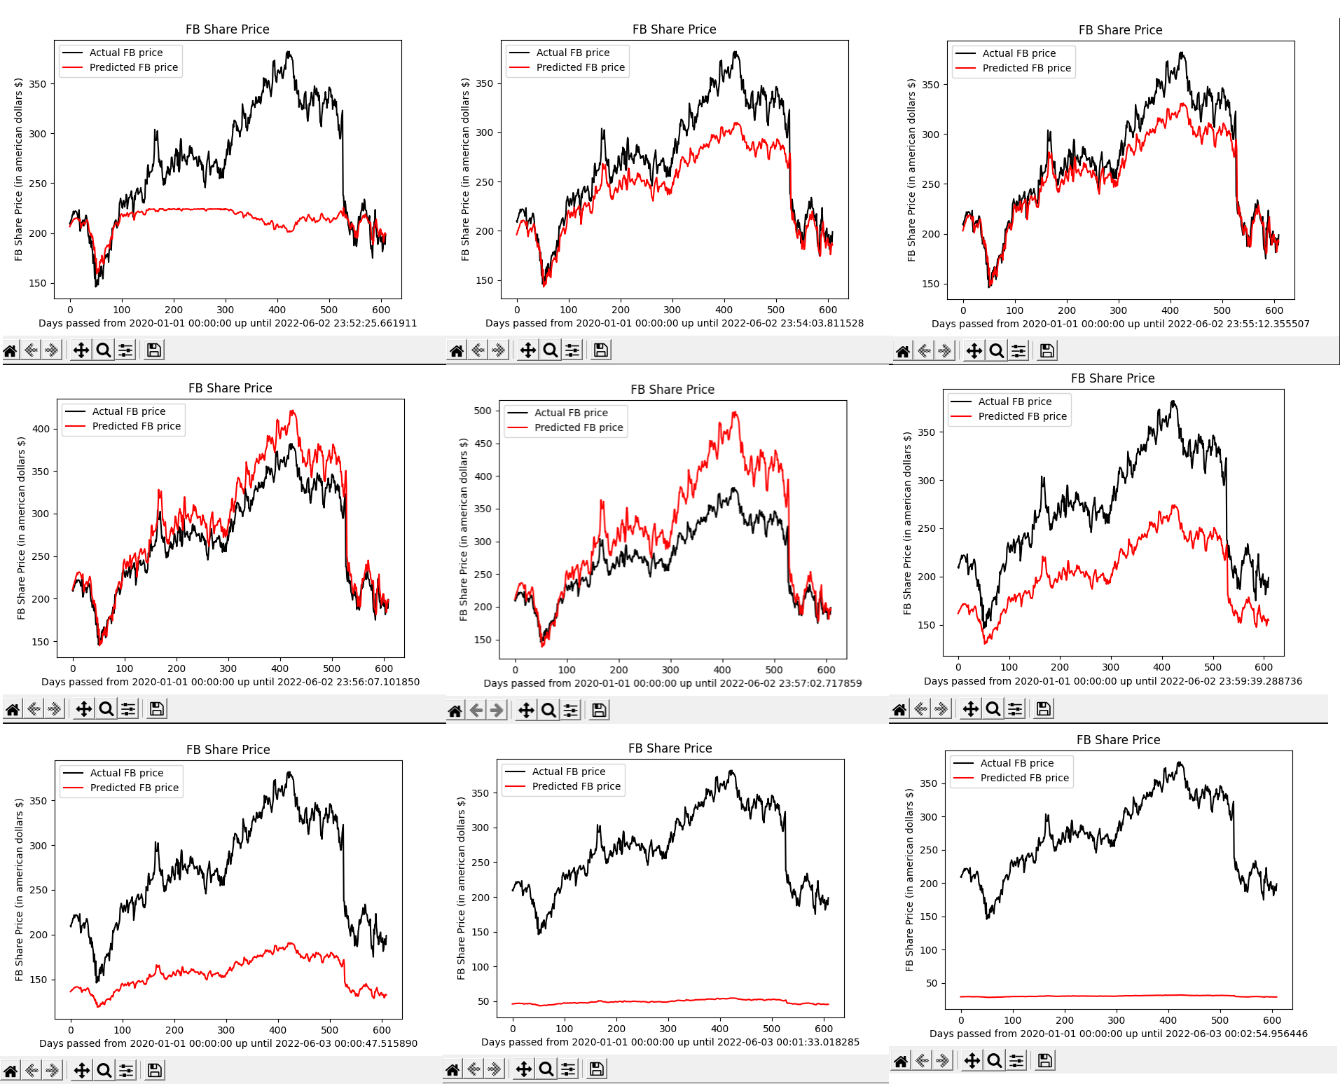 FB Share Price
Actual FB price
Predicted FB price
FB Share Price (in american dollars $)
350
300
250
200
150
0 100 200 300 400 500 600
Days passed from 2020-01-01 00:00:00 up until 2022-06-02 23:52:25.661911
FB Share Price
Actual FB price
Predicted FB price
FB Share Price (in american dollars $)
350
300
250
200
150
0 100 200 300 400 500 600
Days passed from 2020-01-01 00:00:00 up until 2022-06-02 23:54:03.811528
FB Share Price
Actual FB price
Predicted FB price
FB Share Price (in american dollars $)
350
300
250
200
150
0 100 200 300 400 500 600
Days passed from 2020-01-01 00:00:00 up until 2022-06-02 23:55:12.355507
FB Share Price
Actual FB price
Predicted FB price
FB Share Price (in american dollars $)
400
350
300
250
200
150
0 100 200 300 400 500 600
Days passed from 2020-01-01 00:00:00 up until 2022-06-02 23:56:07.101850
FB Share Price
Actual FB price
Predicted FB price
FB Share Price (in american dollars $)
500
450
400
350
300
250
200
150
0 100 200 300 400 500 600
Days passed from 2020-01-01 00:00:00 up until 2022-06-02 23:57:02.717859
FB Share Price
Actual FB price
Predicted FB price
FB Share Price (in american dollars $)
350
300
250
200
150
0 100 200 300 400 500 600
Days passed from 2020-01-01 00:00:00 up until 2022-06-02 23:59:39.288736
FB Share Price
Actual FB price
Predicted FB price
FB Share Price (in american dollars $)
350
300
250
200
150
0 100 200 300 400 500 600
Days passed from 2020-01-01 00:00:00 up until 2022-06-03 00:00:47.515890
FB Share Price
Actual FB price
Predicted FB price
FB Share Price (in american dollars $)
350
300
250
200
150
100
50
0 100 200 300 400 500 600
Days passed from 2020-01-01 00:00:00 up until 2022-06-03 00:01:33.018285
FB Share Price
Actual FB price
Predicted FB price
FB Share Price (in american dollars $)
350
300
250
200
150
100
50
0 100 200 300 400 500 600
Days passed from 2020-01-01 00:00:00 up until 2022-06-03 00:02:54.956446